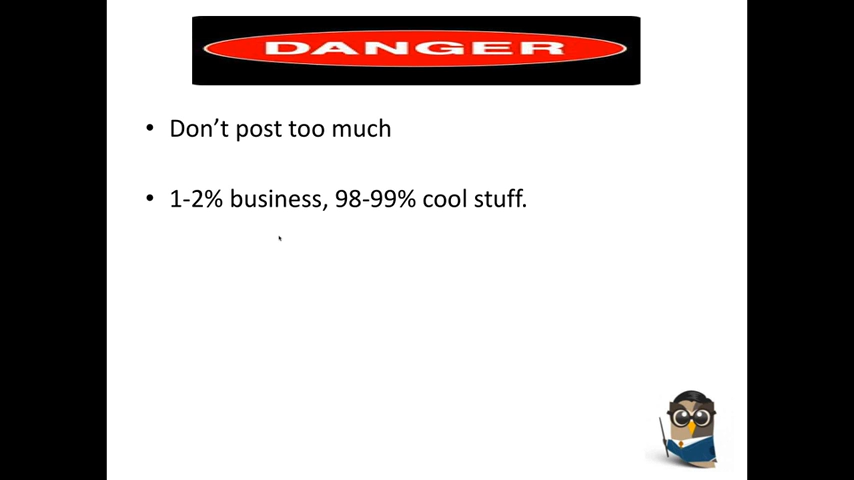 DANGER
• Don’t post too much
• 1-2% business, 98-99% cool stuff.